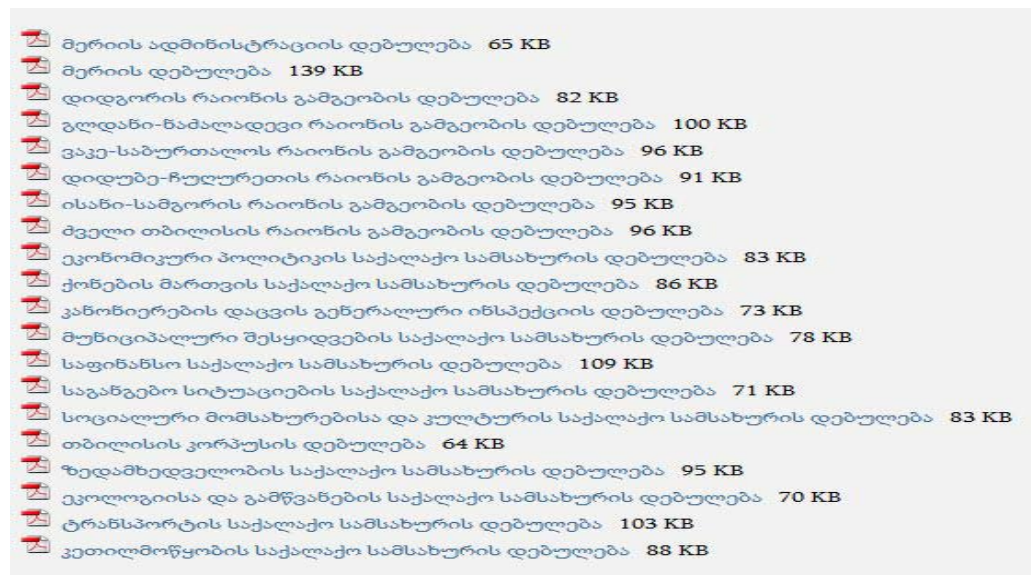 მერიის ადმინისტრაციის დებულება 65 KB
მერიის დებულება 139 KB
დიდგორის რაიონის გამგეობის დებულება 82 KB
გლდანი-ნაძალადევი რაიონის გამგეობის დებულება 100 KB
ვაკე-საბურთალოს რაიონის გამგეობის დებულება 96 KB
დიდუბე-ჩუღურეთის რაიონის გამგეობის დებულება 91 KB
ისანი-სამგორის რაიონის გამგეობის დებულება 95 KB
ძველი თბილისის რაიონის გამგეობის დებულება 96 KB
ეკონომიკური პოლიტიკის საქალაქო სამსახურის დებულება 83 KB
ქონების მართვის საქალაქო სამსახურის დებულება 86 KB
კანონიერების დაცვის გენერალური ინსპექციის დებულება 73 KB
მუნიციპალური შესყიდვების საქალაქო სამსახურის დებულება 78 KB
საფინანსო საქალაქო სამსახურის დებულება 109 KB
საგანგებო სიტუაციების საქალაქო სამსახურის დებულება 71 KB
სოციალური მომსახურებისა და კულტურის საქალაქო სამსახურის დებულება 83 KB
თბილისის კორპუსის დებულება 64 KB
ზედამხედველობის საქალაქო სამსახურის დებულება 95 KB
ეკოლოგიისა და გამწვანების საქალაქო სამსახურის დებულება 70 KB
ტრანსპორტის საქალაქო სამსახურის დებულება 103 KB
კეთილმოწყობის საქალაქო სამსახურის დებულება 88 KB